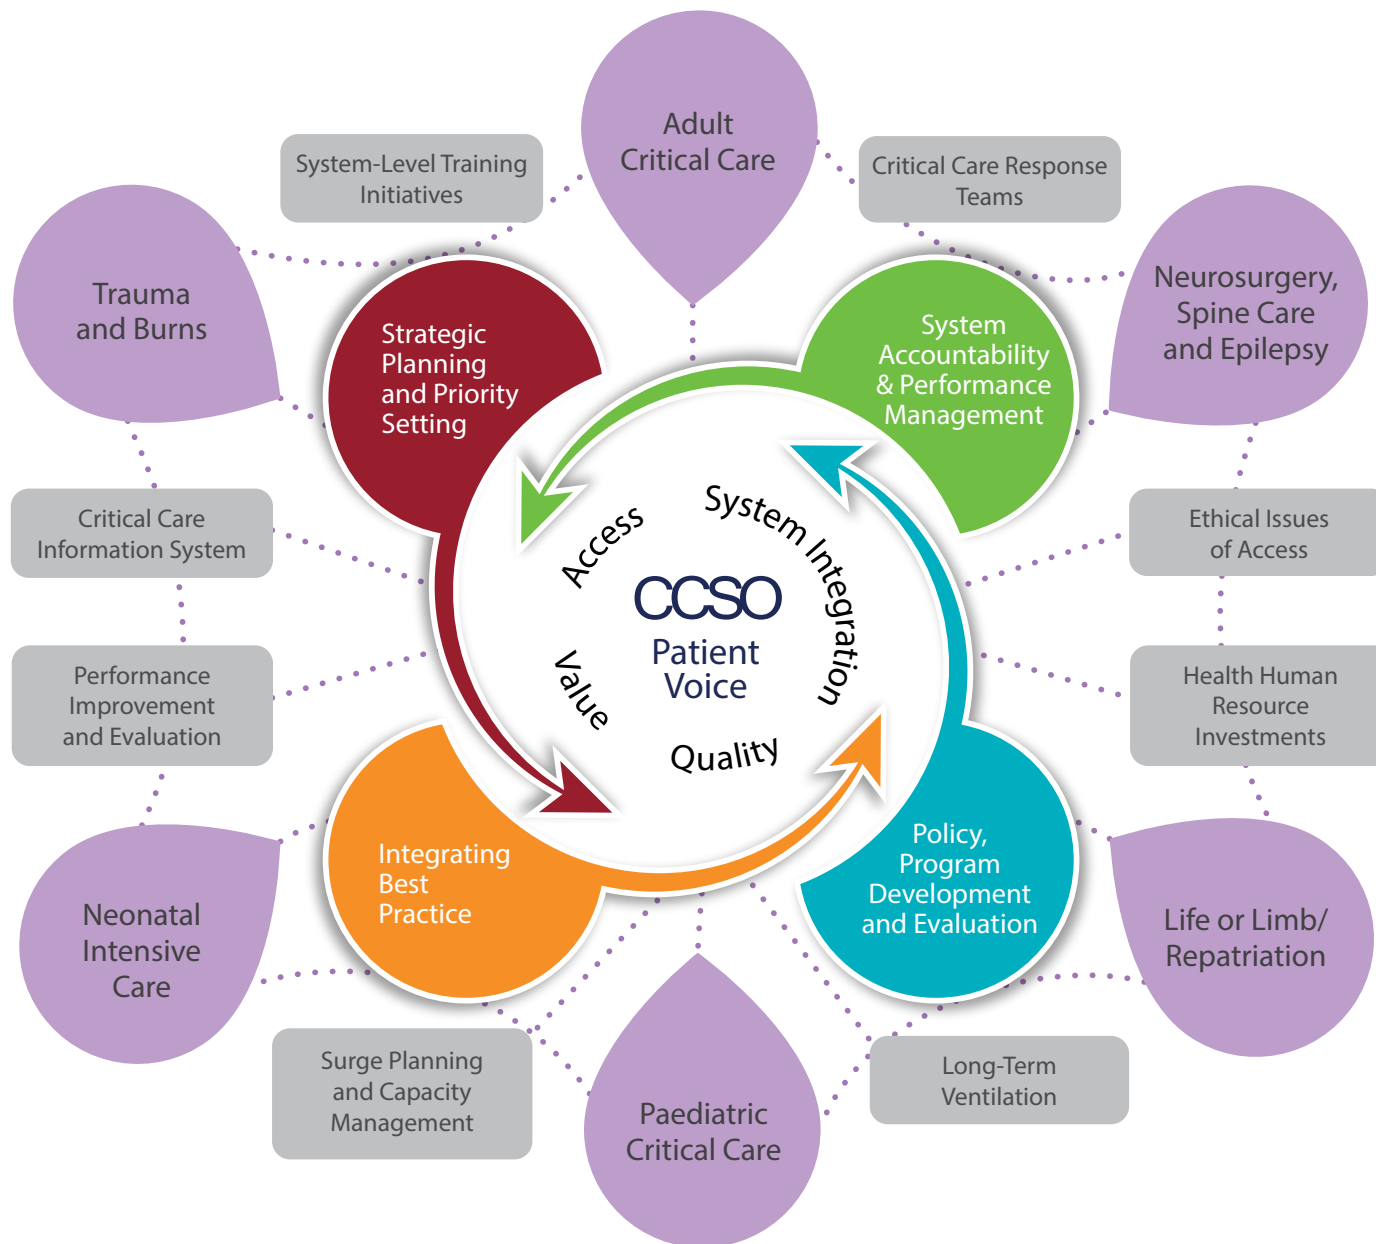 Adult
Critical Care
System-Level Training
Initiatives
Critical Care Response
Teams
Trauma
and Burns
Neurosurgery,
Spine Care
and Epilepsy
Strategic
Planning
and Priority
Setting
System
Accountability
& Performance
Management
Critical Care
Information System
Ethical Issues
of Access
Access
System Integration
CCSO
Patient
Voice
Value
Quality
Performance
Improvement
and Evaluation
Health Human
Resource
Investments
Integrating
Best
Practice
Policy,
Program
Development
and Evaluation
Neonatal
Intensive
Care
Life or Limb/
Repatriation
Surge Planning
and Capacity
Management
Paediatric
Critical Care
Long-Term
Ventilation